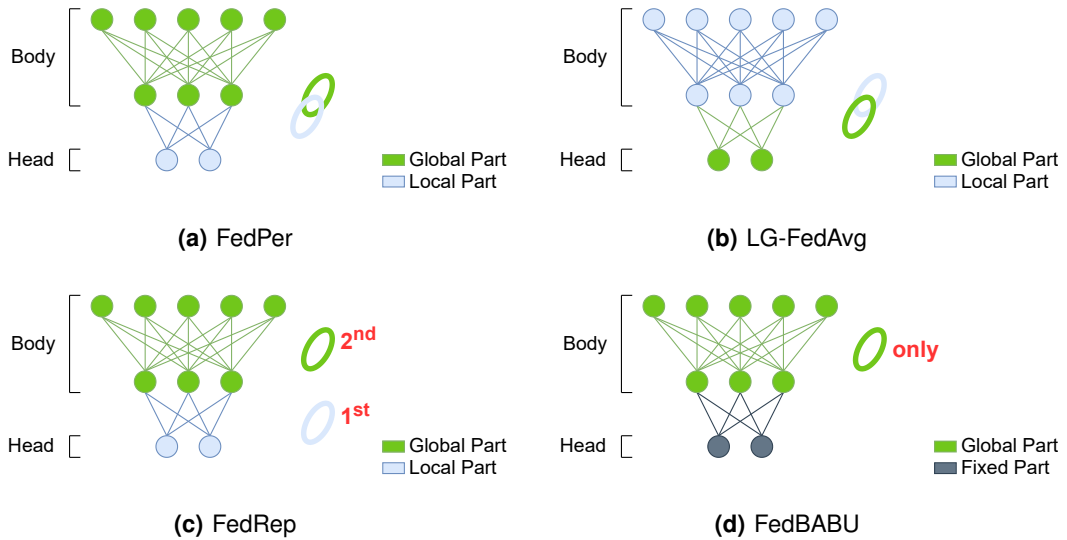 Body
Head
Global Part
Local Part
(a) FedPer
Body
Head
Global Part
Local Part
(b) LG-FedAvg
Body
2nd
1st
Head
Global Part
Local Part
(c) FedRep
Body
only
Head
Global Part
Fixed Part
(d) FedBABU